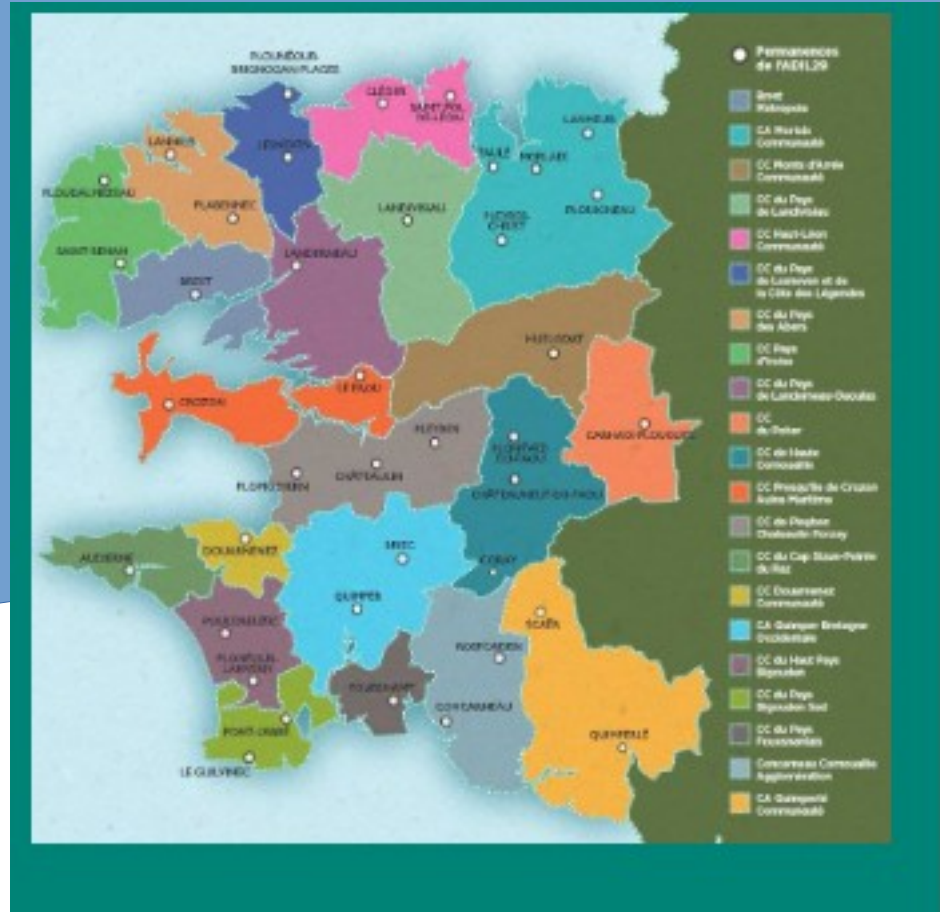 PLOUNÉOUR-
BRIGNOGAN-PLAGES
CLÉDER
SAINT-POL-
DE-LÉON
LANMEUR
LANNILIS
LESNEVEN
TAULÉ
MORLAIX
PLOUDALMÉZEAU
PLABENNEC
LANDIVISIAU
PLOUIGNEAU
PLEYBER-
CHRIST
SAINT-RENAN
LANDERNEAU
BREST
HUELGOAT
LE FAOU
CROZON
PLEYBEN
CARHAIX-PLOUGUER
CHÂTEAULIN
PLOMODIERN
CHÂTEAUNEUF-DU-FAOU
AUDIERNE
DOUARNENEZ
BRIEC
CORAY
QUIMPER
SCAËR
ROSPORDEN
FOUESNANT
CONCARNEAU
PONT-L'ABBÉ
QUIMPERLÉ
LE GUILVINEC
Permanences
de l'ADIL29
Brest
Métropole
CA Morlaix
Communauté
CC Monts d'Arrée
Communauté
CC du Pays
de Landivisiau
CC Haut-Léon
Communauté
CC du Pays
de Lesneven et de
la Côte des Légendes
CC du Pays
des Abers
CC Pays
d'Iroise
CC du Pays
de Landerneau-Daoulas
CC
du Poher
CC de Haute
Cornouaille
CC Presqu'île de Crozon
Aulne Maritime
CC de Pleyben
Châteaulin Porzay
CC du Cap Sizun-Pointe
du Raz
CC Douarnenez
Communauté
CA Quimper Bretagne
Occidentale
CC du Haut Pays
Bigouden
CC du Pays
Bigouden Sud
CC du Pays
Fouesnantais
Concarneau Cornouaille
Agglomération
CA Quimperlé
Communauté